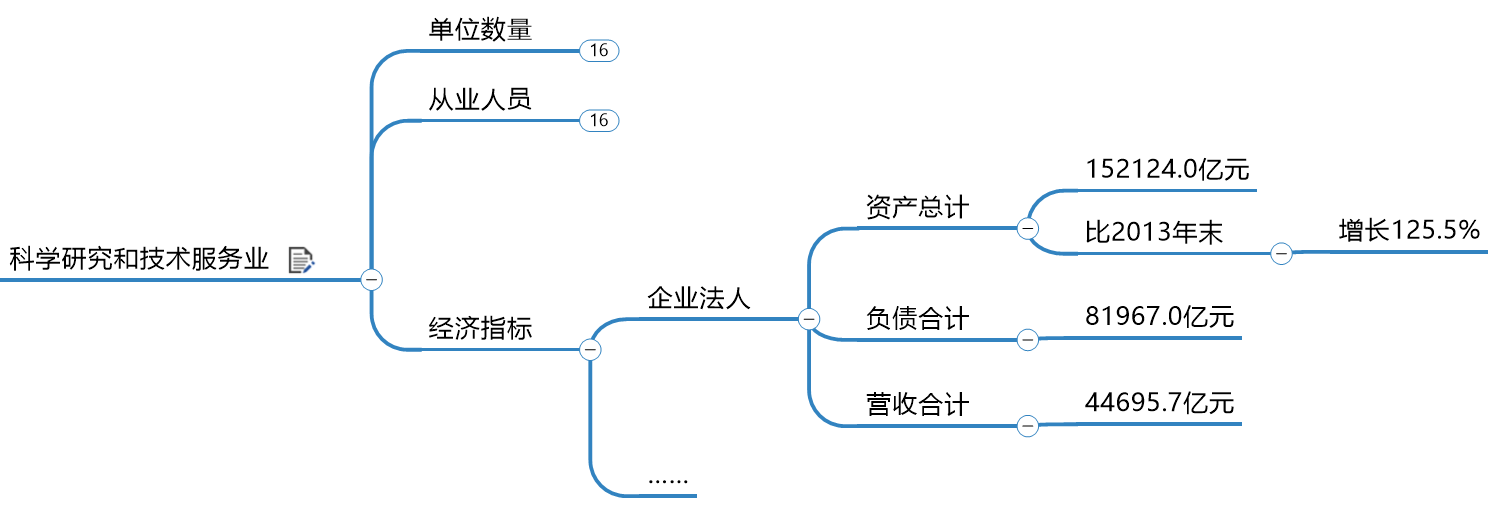 单位数量
16
从业人员
16
科学研究和技术服务业
经济指标
企业法人
资产总计
152124.0亿元
比2013年末
增长125.5%
负债合计
81967.0亿元
营收合计
44695.7亿元
……